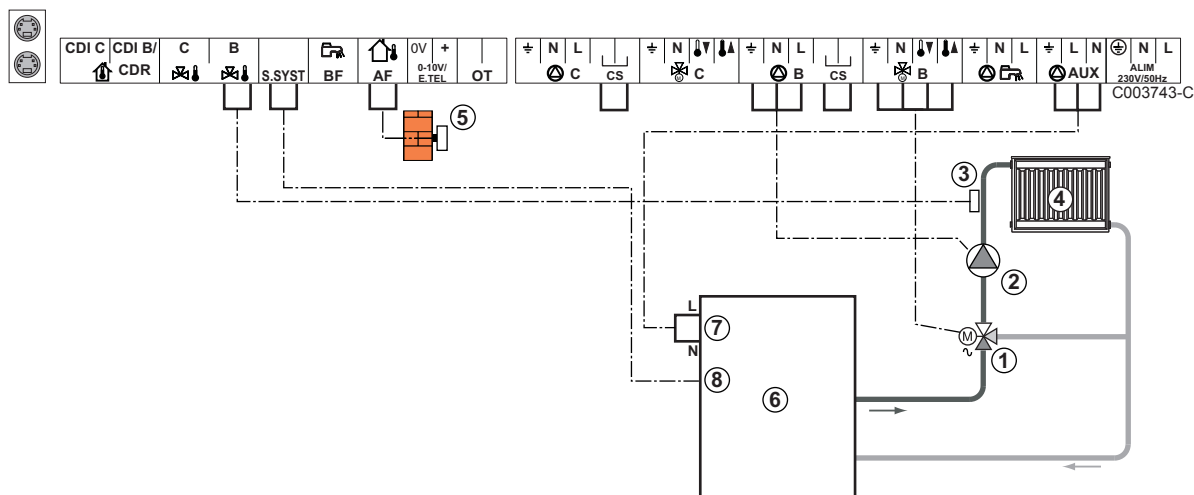 CDI C CDI B/ C B 0V + N L N N L N N L L N N L
CDR S.SYST BF AF 0-10V/ E.TEL OT C CS M C B CS M B AUX ALIM 230V/50Hz
C003743-C
5
3
4
2
L
7
N
M
1
8
6